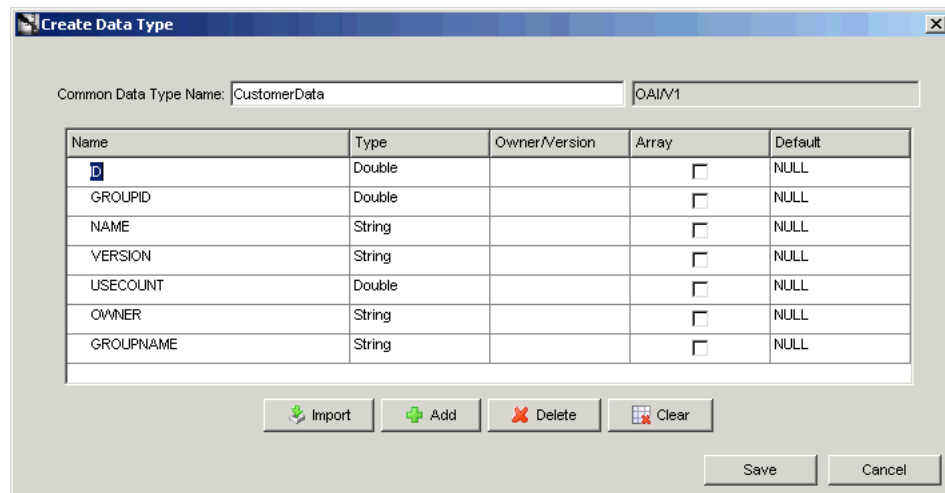 Create Data Type
Common Data Type Name: CustomerData OAI/V1
Name Type Owner/Version Array Default
D Double NULL
GROUPID Double NULL
NAME String NULL
VERSION String NULL
USECOUNT Double NULL
OWNER String NULL
GROUPNAME String NULL
Import Add Delete Clear
Save Cancel